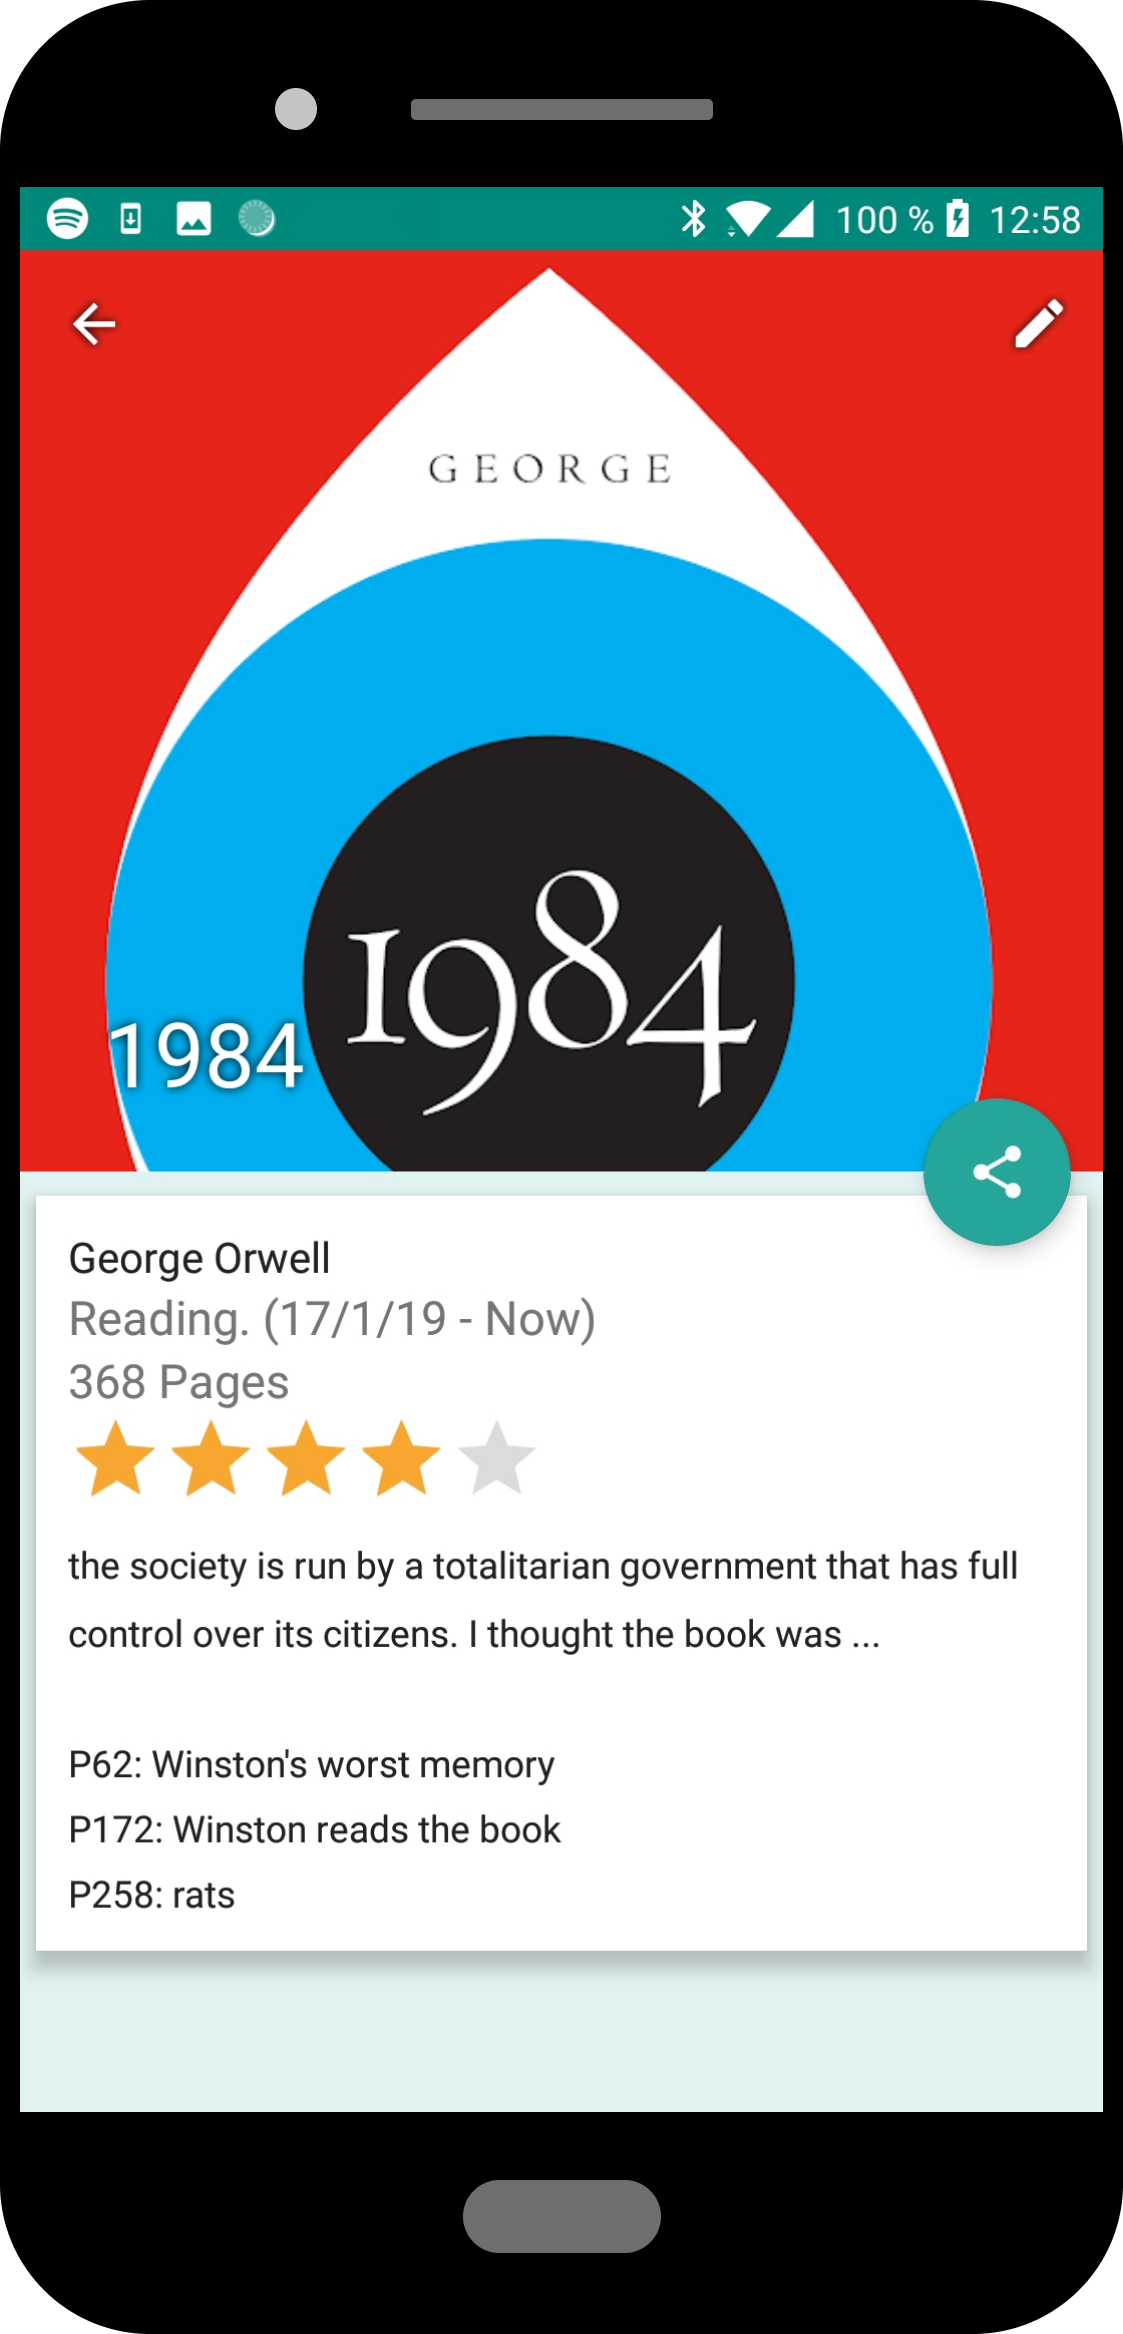 100 % 12:58
GEORGE
1984
1984
George Orwell
Reading. (17/1/19 - Now)
368 Pages
the society is run by a totalitarian government that has full
control over its citizens. I thought the book was ...
P62: Winston's worst memory
P172: Winston reads the book
P258: rats